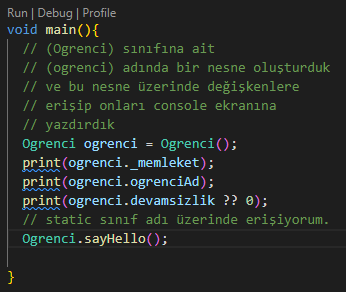 Run | Debug | Profile
void main(){
// (Ogrenci) sınıfına ait
// (ogrenci) adında bir nesne oluşturduk
// ve bu nesne üzerinde değişkenlere
// erişip onları console ekranına
// yazdırdık
Ogrenci ogrenci = Ogrenci();
print(ogrenci._memleket);
print(ogrenci.ogrenciAd);
print(ogrenci.devamsizlik ?? 0);
// static sınıf adı üzerinde erişiyorum.
Ogrenci.sayHello();
}